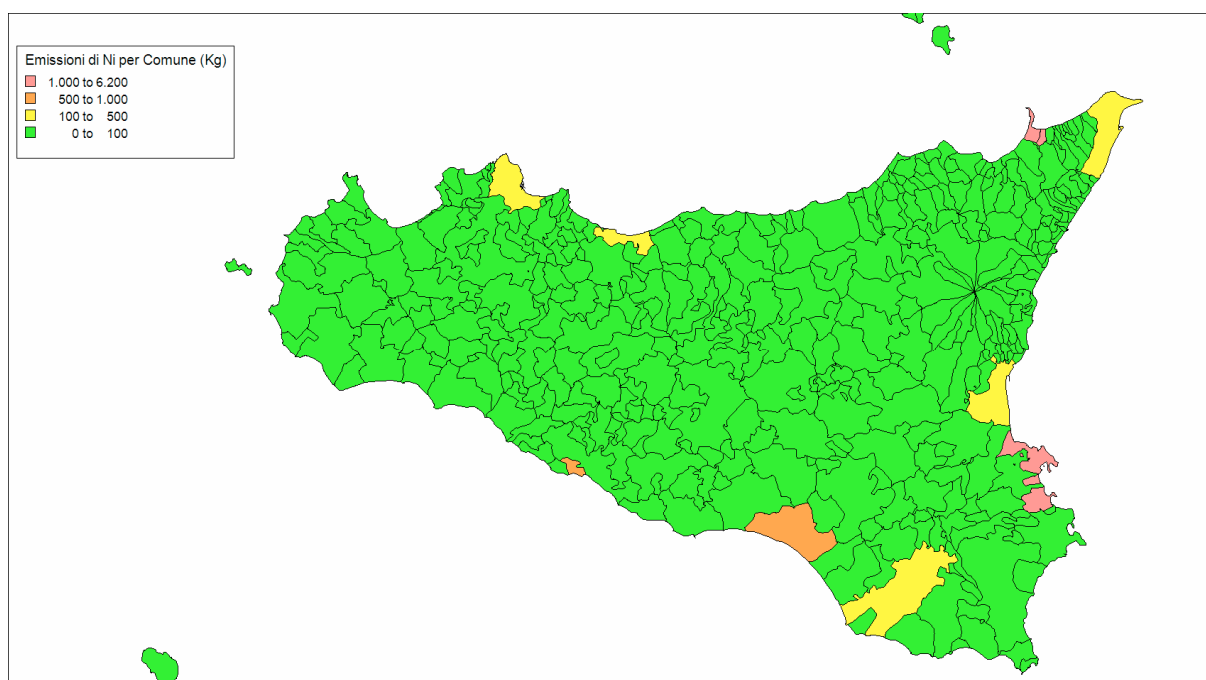 Emissioni di Ni per Comune (Kg)
1.000 to 6.200
500 to 1.000
100 to 500
0 to 100